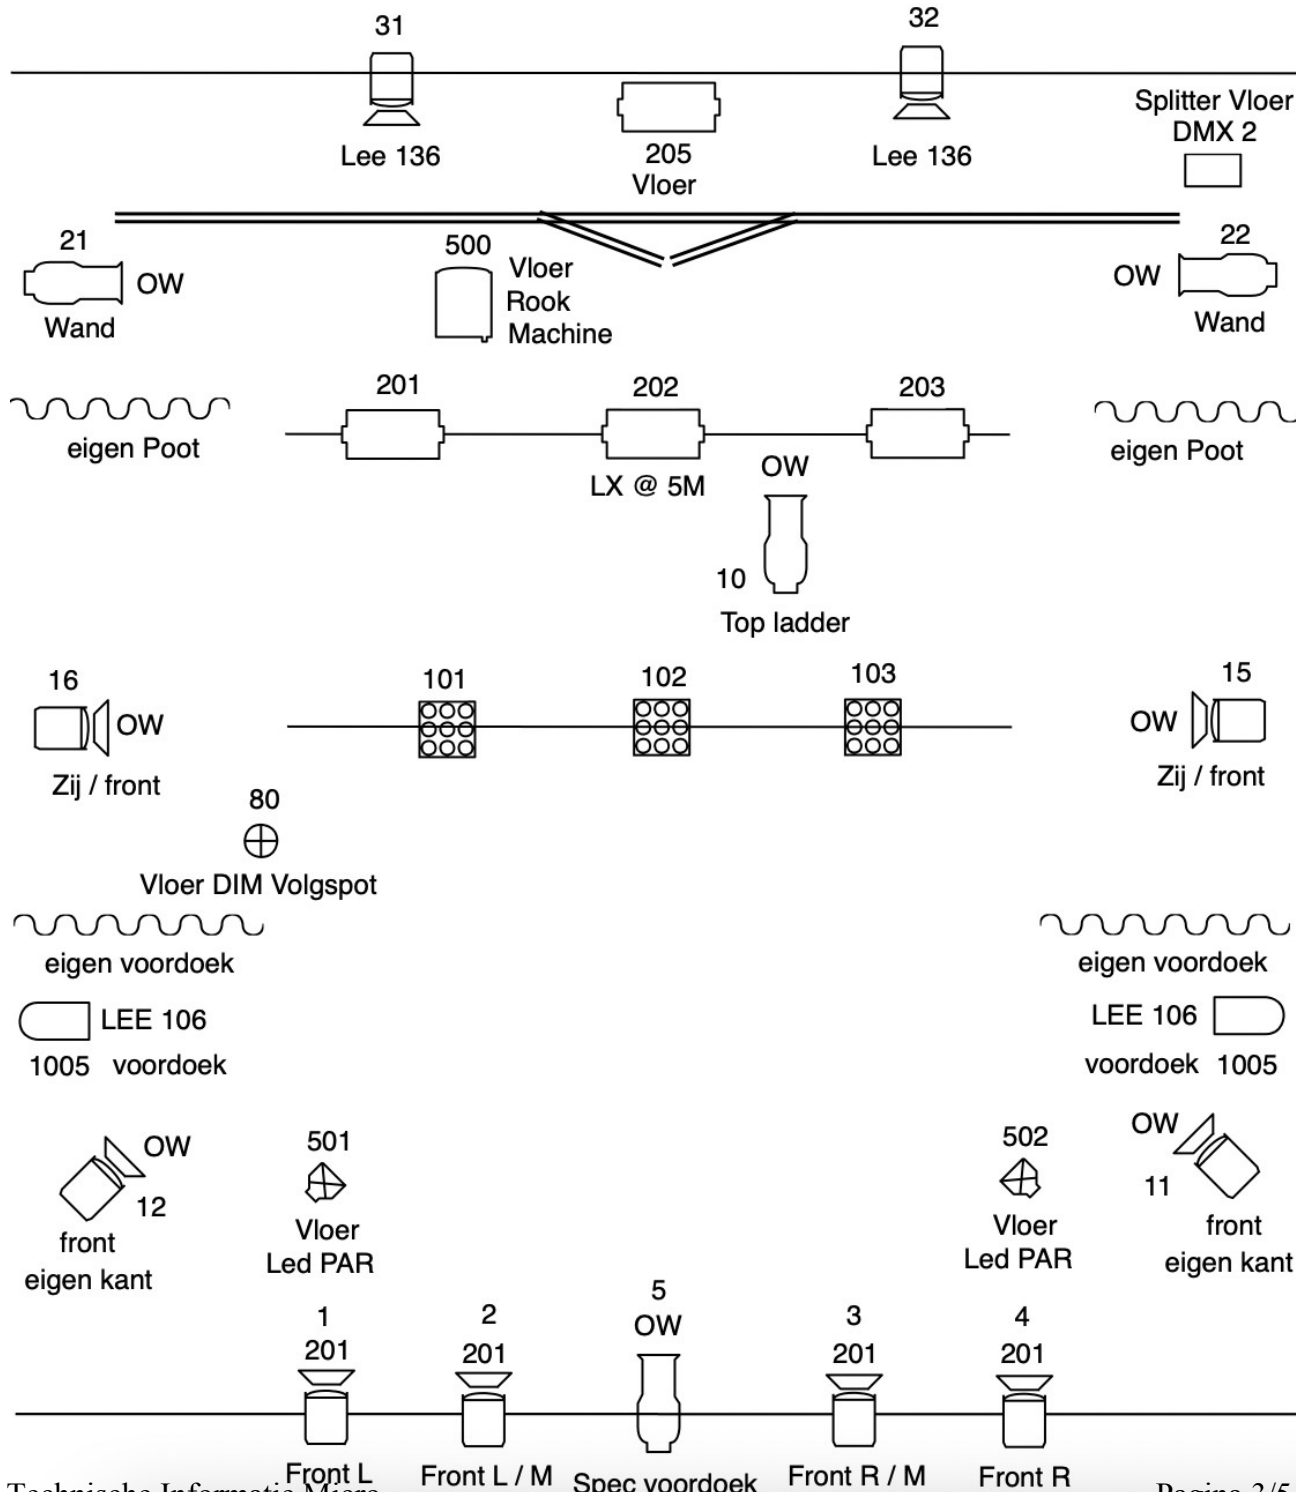 31
32
Lee 136
205
Vloer
Lee 136
Splitter Vloer
DMX 2
21
OW
Wand
500
Vloer
Rook
Machine
22
OW
Wand
eigen Poot
201
202
203
LX @ 5M
eigen Poot
OW
10
Top ladder
16
OW
Zij / front
101
102
103
15
OW
Zij / front
80
Vloer DIM Volgspot
eigen voordoek
eigen voordoek
LEE 106
1005 voordoek
LEE 106
voordoek 1005
OW
12
front
eigen kant
501
Vloer
Led PAR
502
Vloer
Led PAR
OW
11
front
eigen kant
1
201
Front L
2
201
Front L / M
5
OW
Spec voordoek
3
201
Front R / M
4
201
Front R
Technische Informatie Micro
Pagina 3/5